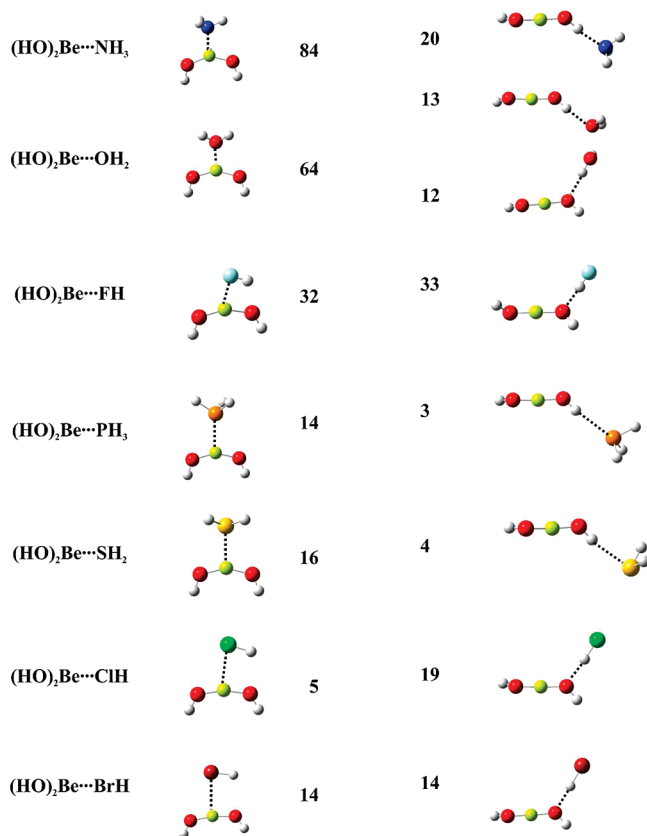 (HO)₂Be···NH₃ 84 20
13
(HO)₂Be···OH₂ 64
12
(HO)₂Be···FH 32 33
(HO)₂Be···PH₃ 14 3
(HO)₂Be···SH₂ 16 4
(HO)₂Be···ClH 5 19
(HO)₂Be···BrH 14 14